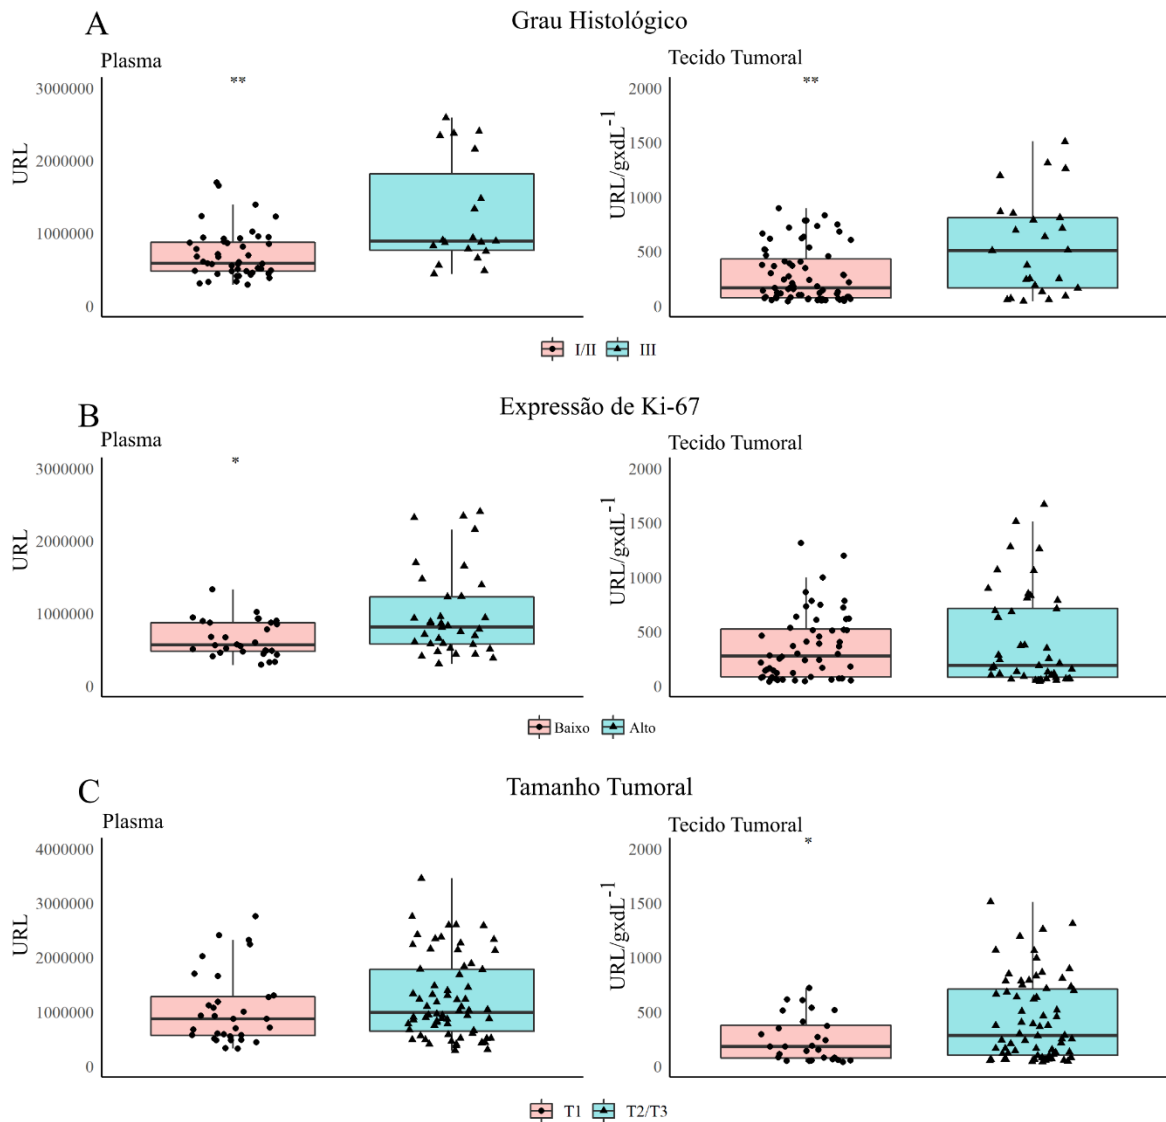 A
Grau Histológico
Plasma
Tecido Tumoral
**
**
3000000
2000000
1000000
0
URL
2000
1500
1000
500
0
URL/gxdL⁻¹
I/II III
B
Expressão de Ki-67
Plasma
Tecido Tumoral
*
3000000
2000000
1000000
0
URL
2000
1500
1000
500
0
URL/gxdL⁻¹
Baixo Alto
C
Tamanho Tumoral
Plasma
Tecido Tumoral
*
4000000
3000000
2000000
1000000
0
URL
2000
1500
1000
500
0
URL/gxdL⁻¹
T1 T2/T3